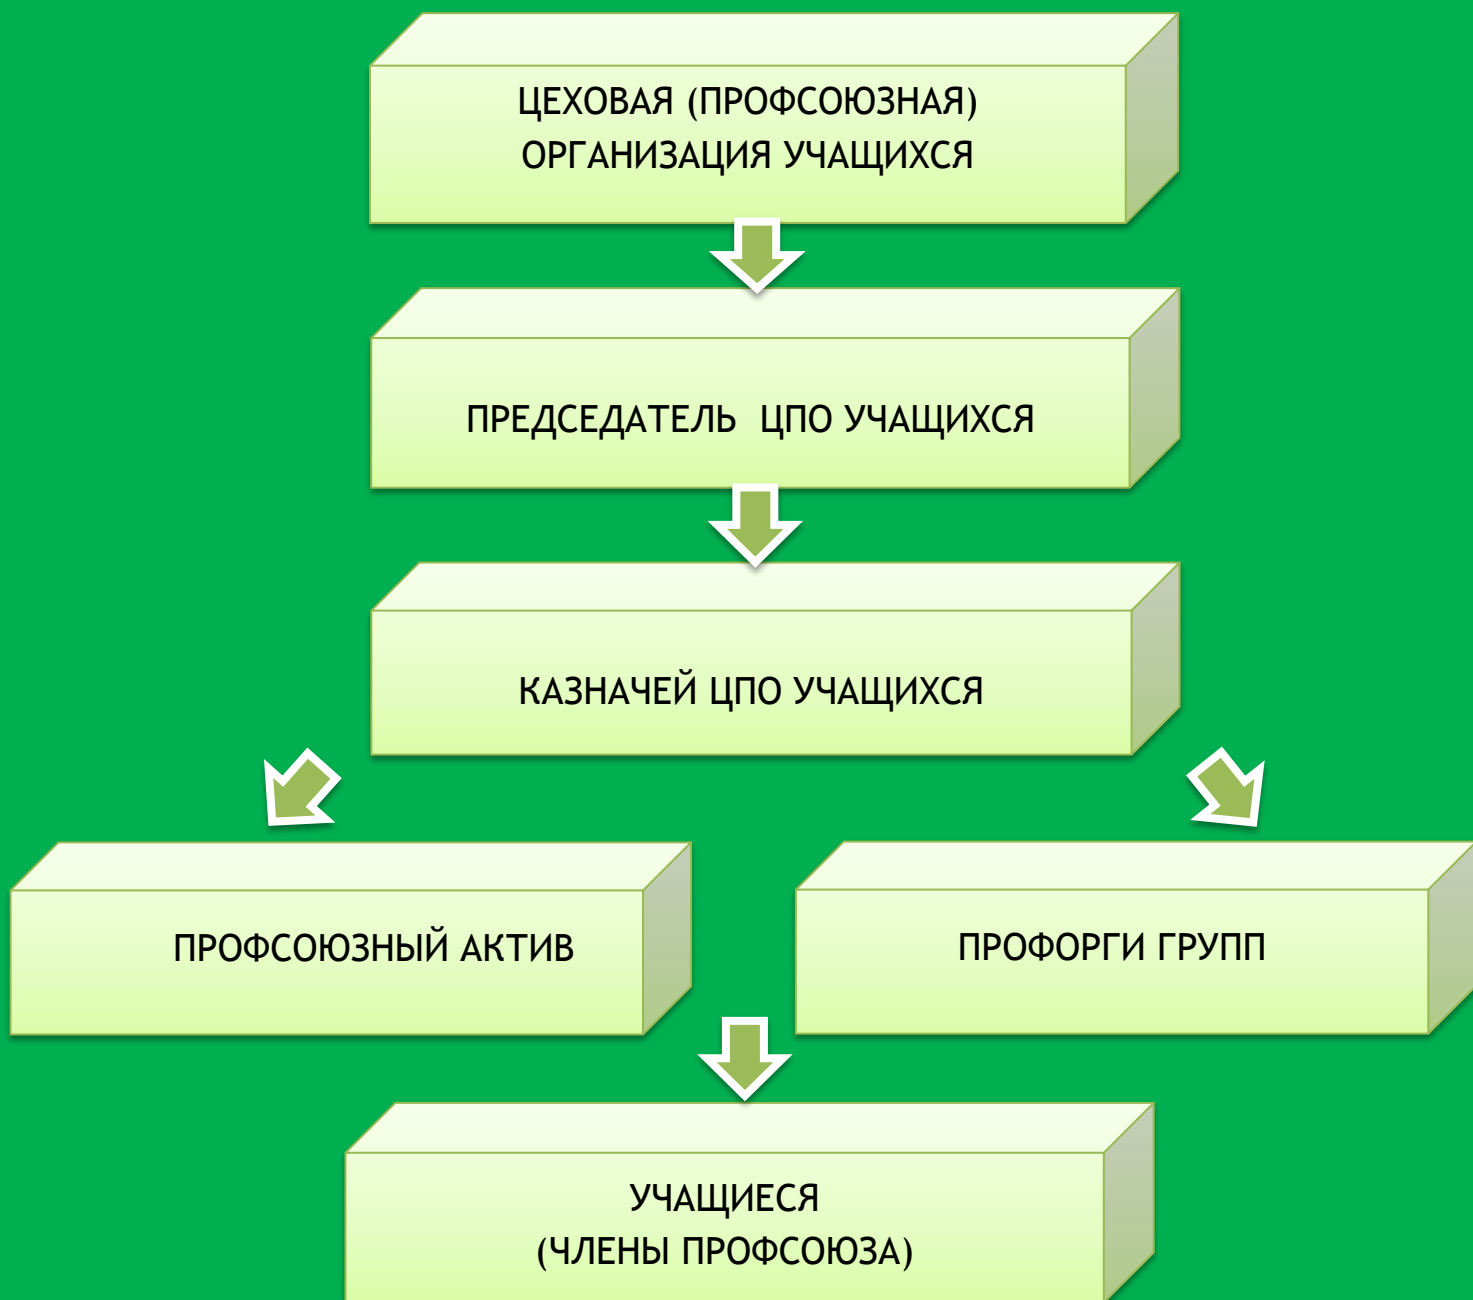 ЦЕХОВАЯ (ПРОФСОЮЗНАЯ)
ОРГАНИЗАЦИЯ УЧАЩИХСЯ
ПРЕДСЕДАТЕЛЬ ЦПО УЧАЩИХСЯ
КАЗНАЧЕЙ ЦПО УЧАЩИХСЯ
ПРОФСОЮЗНЫЙ АКТИВ
ПРОФОРГИ ГРУПП
УЧАЩИЕСЯ
(ЧЛЕНЫ ПРОФСОЮЗА)